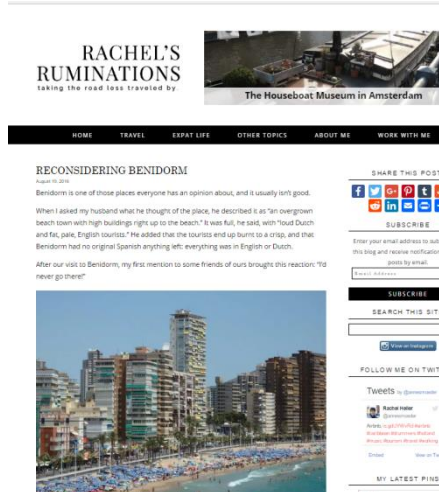 RACHEL'S
RUMINATIONS
taking the road less traveled by.
The Houseboat Museum in Amsterdam
HOME TRAVEL EXPAT LIFE OTHER TOPICS ABOUT ME WORK WITH ME
RECONSIDERING BENIDORM
Benidorm is one of those places everyone has an opinion about, and it usually isn't good.
When I asked my husband what he thought of the place, he described it as "an overgrown
beach town with high buildings right up to the beach." It was full, he said, with "loud Dutch
and fat, pale, English tourists." He added that the tourists end up burnt to a crisp, and that
Benidorm had no original Spanish anything left: everything was in English or Dutch.
After our visit to Benidorm, my first mention to some friends of ours brought this reaction: "I'd
never go there!"
SHARE THIS POST
SUBSCRIBE
Enter your email address to sub
this blog and receive notification
posts by email.
Email Address
SUBSCRIBE
SEARCH THIS SIT
View on Instagram
FOLLOW ME ON TWIT
Tweets
Rachel Heller
Embed View on Tw
MY LATEST PINS